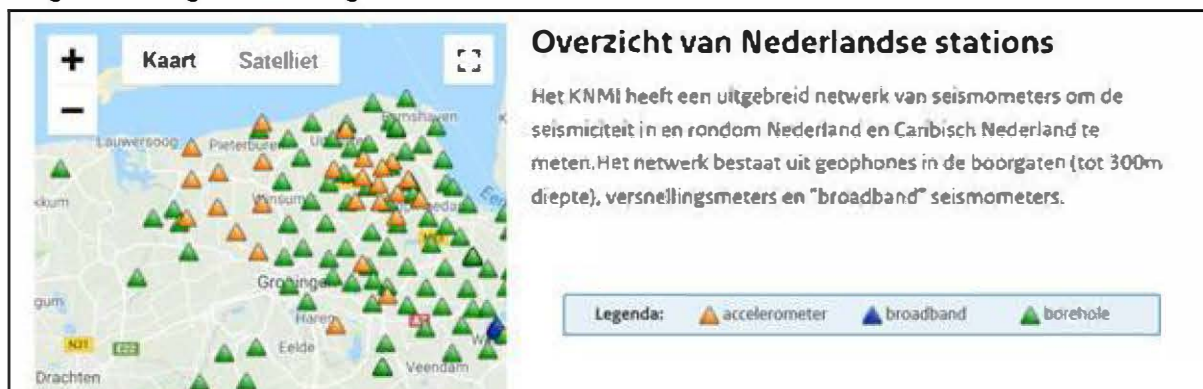 +
Kaart Satelliet
−
Lauwersoog
Pieterburen
Groningen
Haren
N31
Eelde
Drachten
Veendam
Overzicht van Nederlandse stations
Het KNMI heeft een uitgebreid netwerk van seismometers om de
seismiciteit in en rondom Nederland en Caribisch Nederland te
meten.Het netwerk bestaat uit geophones in de boorgaten (tot 300m
diepte), versnellingsmeters en "broadband" seismometers.
Legenda: accelerometer broadband borehole